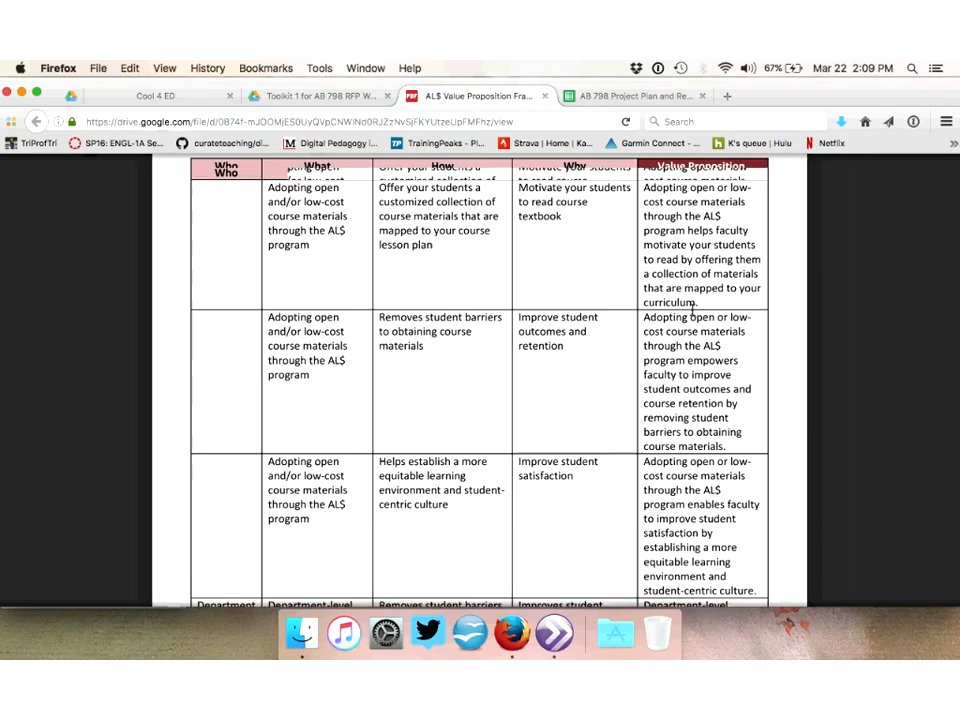 Firefox File Edit View History Bookmarks Tools Window Help 67% Mar 22 2:09 PM
Cool 4 ED × Toolkit 1 for AB 798 RFP W... × AL$ Value Proposition Fra... × AB 798 Project Plan and Re... × +
https://drive.google.com/file/d/0B74f-mJOOMjES0UyQVpCNWlNd0RJZzNvSjFKYUtzeUpFMFhz/view Search
TriProfTri SP16: ENGL-1A Se... curateteaching/di... Digital Pedagogy |... TrainingPeaks - Pl... Strava | Home | Ka... Garmin Connect - ... K's queue | Hulu Netflix »
Who What How Why Value Proposition
Who
Adopting open
and/or low-cost
course materials
through the AL$
program
Offer your students a
customized collection of
course materials that are
mapped to your course
lesson plan
Motivate your students
to read course
textbook
Adopting open or low-
cost course materials
through the AL$
program helps faculty
motivate your students
to read by offering them
a collection of materials
that are mapped to your
curriculum.
Adopting open
and/or low-cost
course materials
through the AL$
program
Removes student barriers
to obtaining course
materials
Improve student
outcomes and
retention
Adopting open or low-
cost course materials
through the AL$
program empowers
faculty to improve
student outcomes and
course retention by
removing student
barriers to obtaining
course materials.
Adopting open
and/or low-cost
course materials
through the AL$
program
Helps establish a more
equitable learning
environment and student-
centric culture
Improve student
satisfaction
Adopting open or low-
cost course materials
through the AL$
program enables faculty
to improve student
satisfaction by
establishing a more
equitable learning
environment and
student-centric culture.
Department Department-level Removes student barriers Improves student Department-level